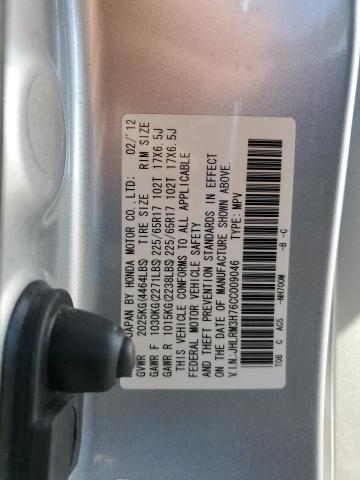 JAPAN BY HONDA MOTOR CO.,LTD: 02/'12
GVWR 2025KG(4464LBS) TIRE SIZE RIM SIZE
GAWR F 1030KG(2271LBS)225/65R17 102T 17X6.5J
GAWR R 1015KG(2238LBS)225/65R17 102T 17X6.5J
THIS VEHICLE CONFORMS TO ALL APPLICABLE
FEDERAL MOTOR VEHICLE SAFETY
AND THEFT PREVENTION STANDARDS IN EFFECT
ON THE DATE OF MANUFACTURE SHOWN ABOVE.
V.I.N:JHLRM3H76CC009046 TYPE: MPV
TOB C AC5 -NH700M -B -C